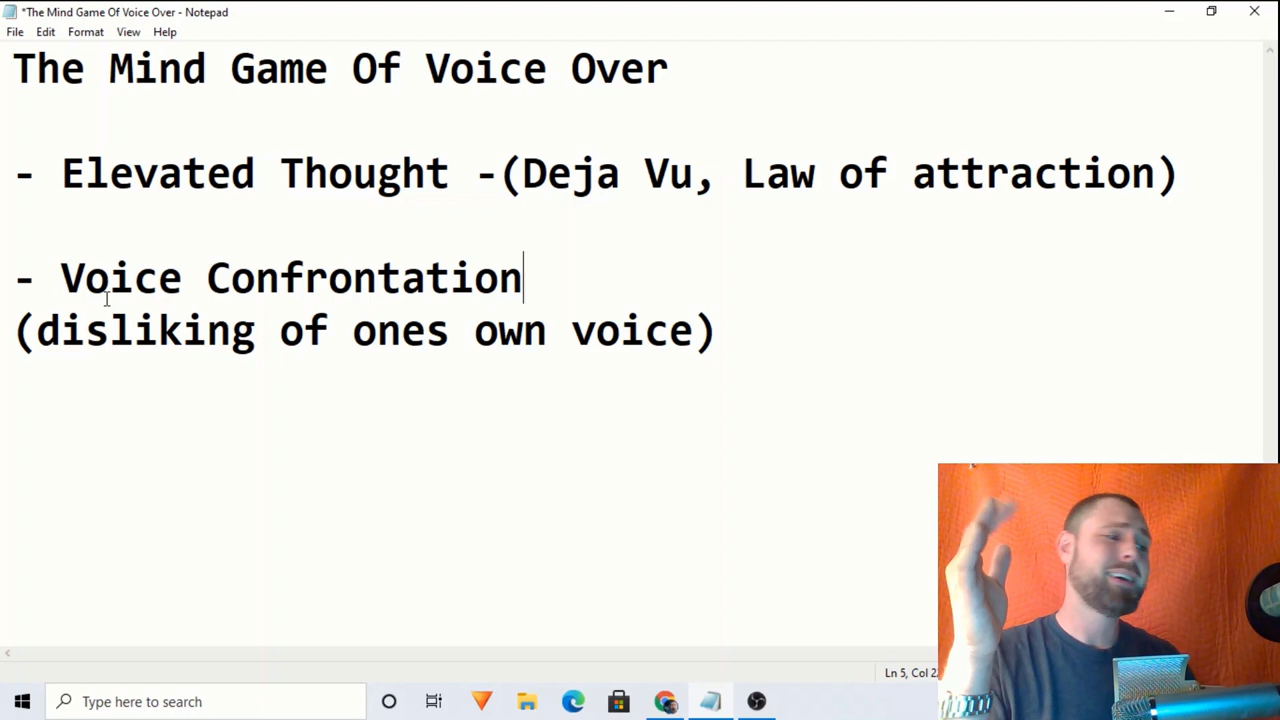 *The Mind Game Of Voice Over - Notepad
File Edit Format View Help
The Mind Game Of Voice Over
- Elevated Thought -(Deja Vu, Law of attraction)
- Voice Confrontation
(disliking of ones own voice)
Ln 5, Col
Type here to search